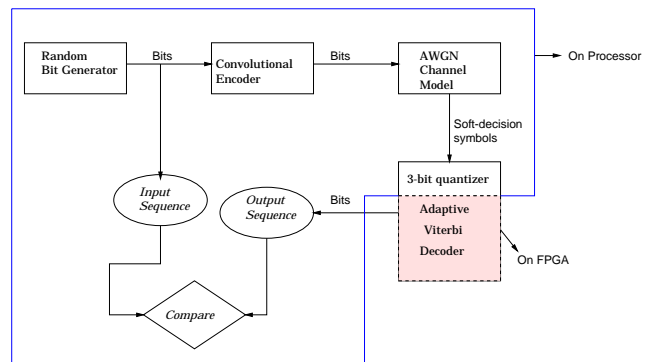 Random
Bit Generator
Bits
Convolutional
Encoder
Bits
AWGN
Channel
Model
On Processor
Soft-decision
symbols
3-bit quantizer
Input
Sequence
Output
Sequence
Bits
Adaptive
Viterbi
Decoder
On FPGA
Compare